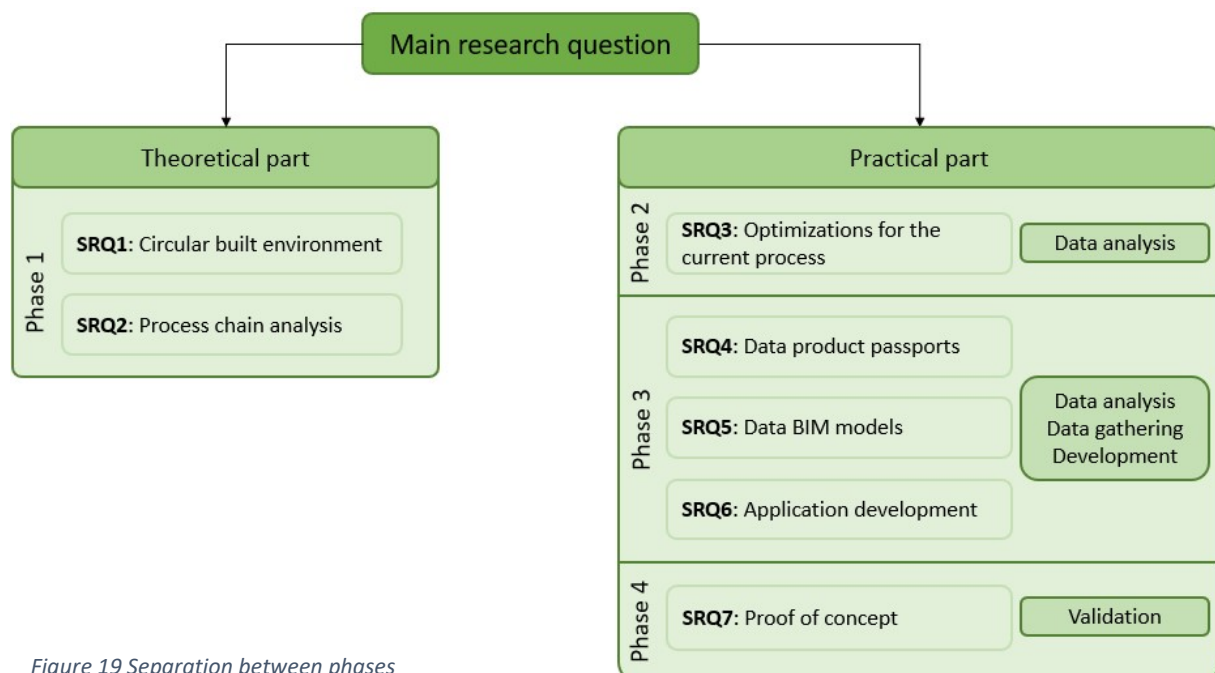 Main research question
Theoretical part
Phase 1
SRQ1: Circular built environment
SRQ2: Process chain analysis
Practical part
Phase 2
SRQ3: Optimizations for the
current process
Data analysis
Phase 3
SRQ4: Data product passports
SRQ5: Data BIM models
SRQ6: Application development
Data analysis
Data gathering
Development
Phase 4
SRQ7: Proof of concept
Validation
Figure 19 Separation between phases